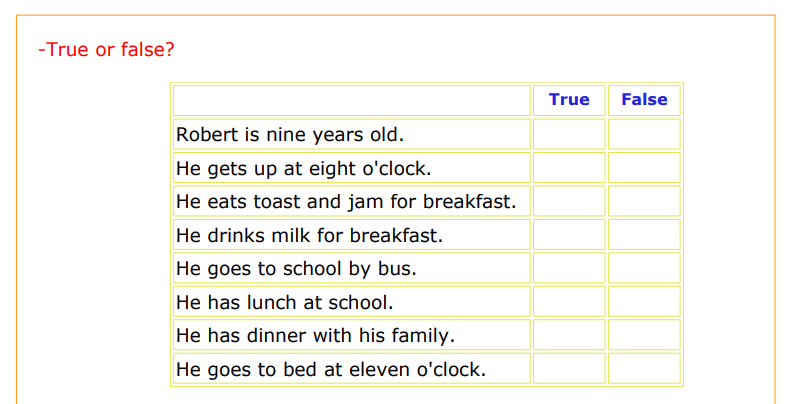 -True or false?
True False
Robert is nine years old.
He gets up at eight o'clock.
He eats toast and jam for breakfast.
He drinks milk for breakfast.
He goes to school by bus.
He has lunch at school.
He has dinner with his family.
He goes to bed at eleven o'clock.